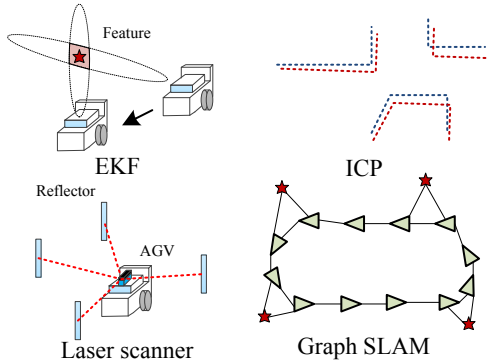 Feature
EKF
ICP
Reflector
AGV
Laser scanner
Graph SLAM